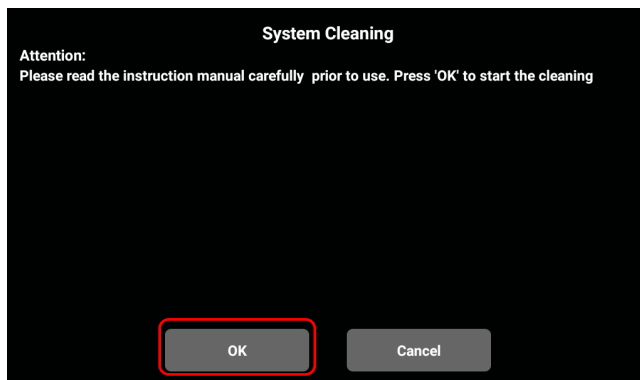 System Cleaning
Attention:
Please read the instruction manual carefully  prior to use. Press 'OK' to start the cleaning
OK
Cancel